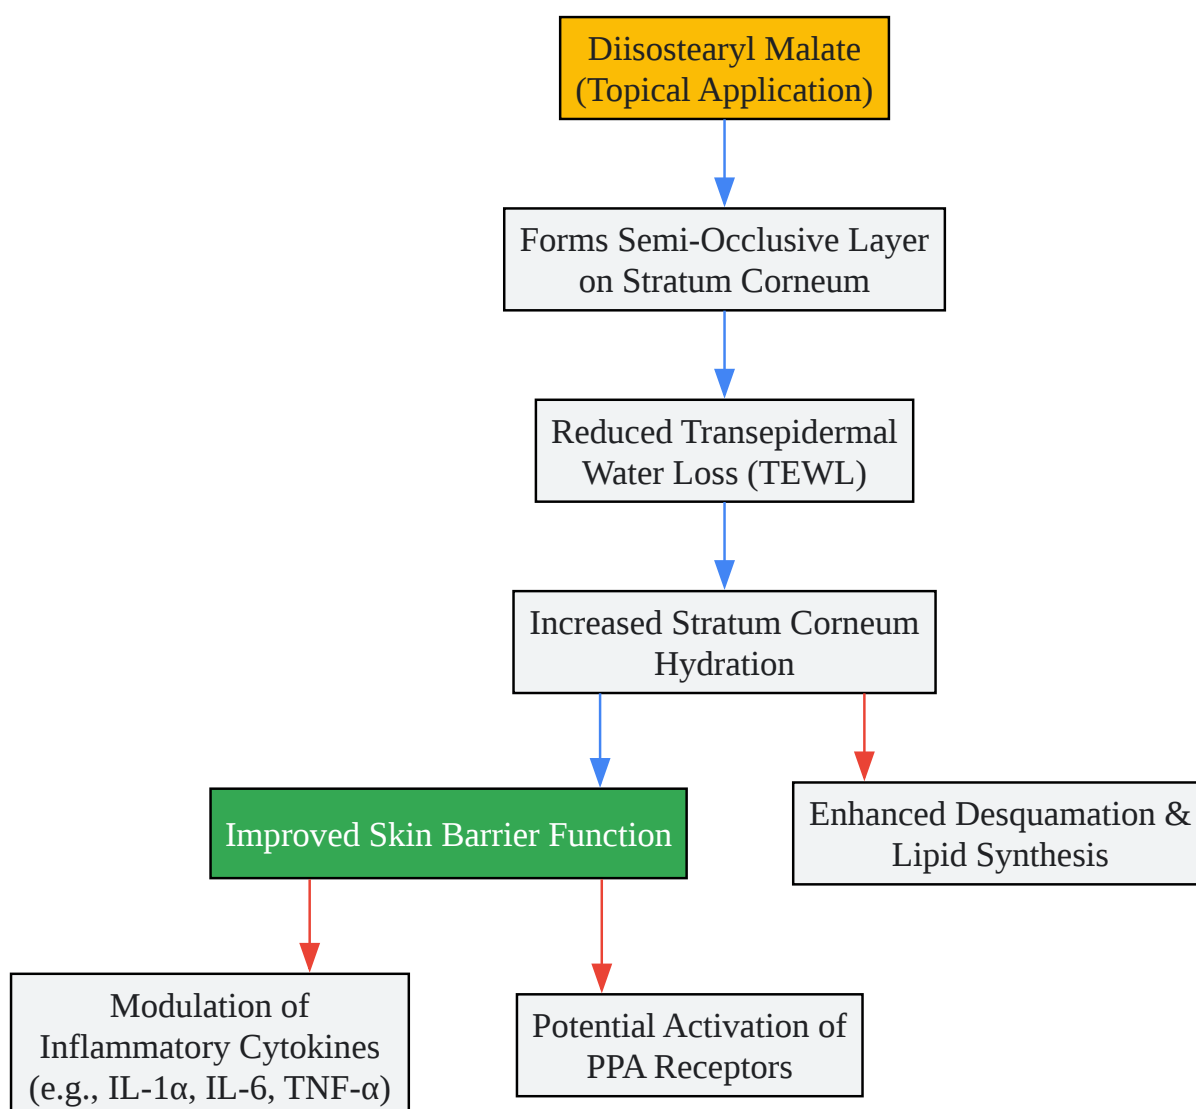 Diisostearyl Malate
(Topical Application)
Forms Semi-Occlusive Layer
on Stratum Corneum
Reduced Transepidermal
Water Loss (TEWL)
Increased Stratum Corneum
Hydration
Improved Skin Barrier Function
Enhanced Desquamation &
Lipid Synthesis
Modulation of
Inflammatory Cytokines
(e.g., IL-1α, IL-6, TNF-α)
Potential Activation of
PPA Receptors